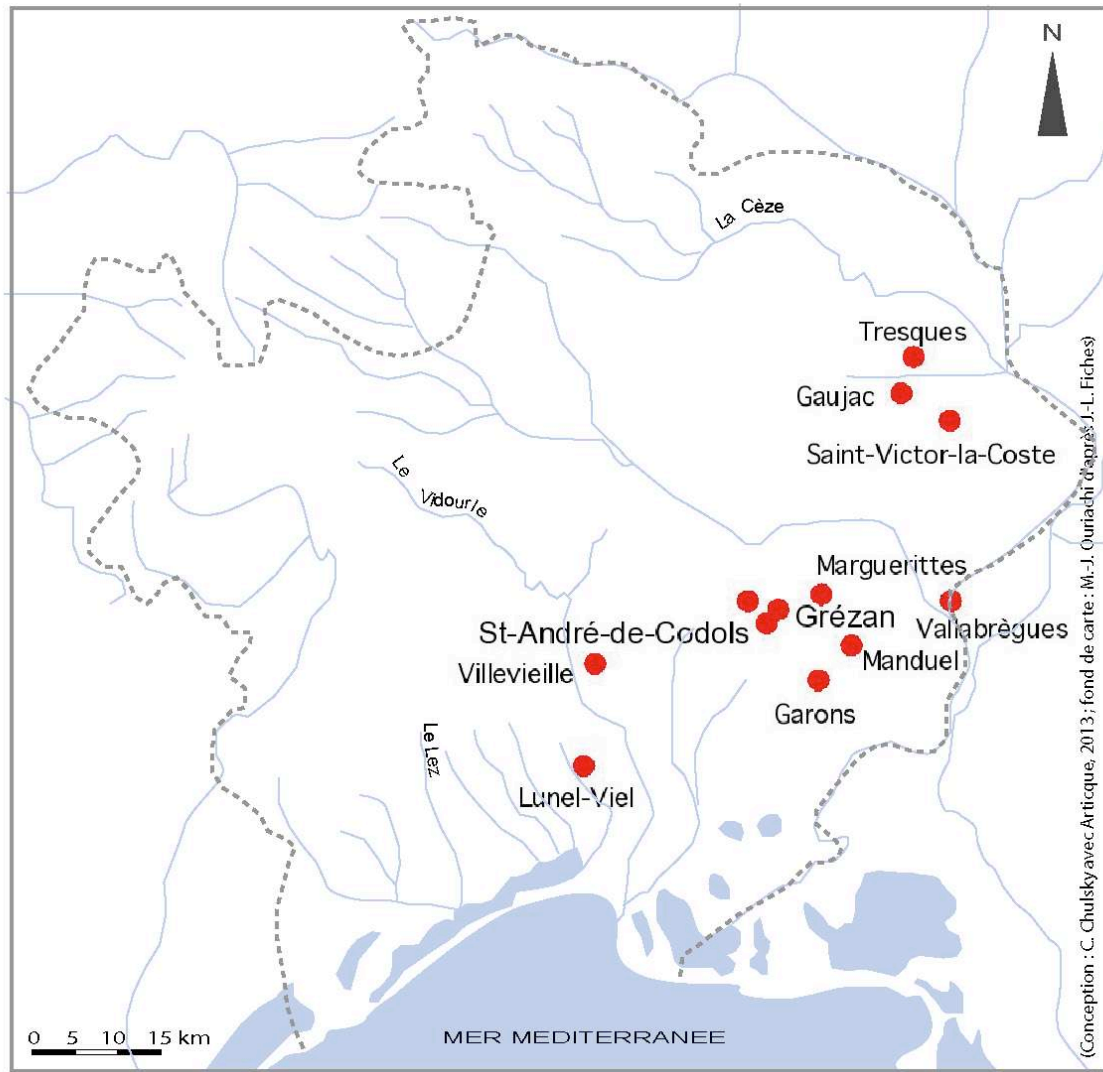 N
La Cèze
Tresques
Gaujac
Saint-Victor-la-Coste
Le Vidourle
Marguerittes
Grézan
Vallabrègues
St-André-de-Codols
Manduel
Villevieille
Garons
Le Lez
Lunel-Viel
0 5 10 15 km
MER MEDITERRANEE
(Conception : C. Chulsky avec Articque, 2013 ; fond de carte : M.-J. Ouriachi d'après J.-L. Fiches)